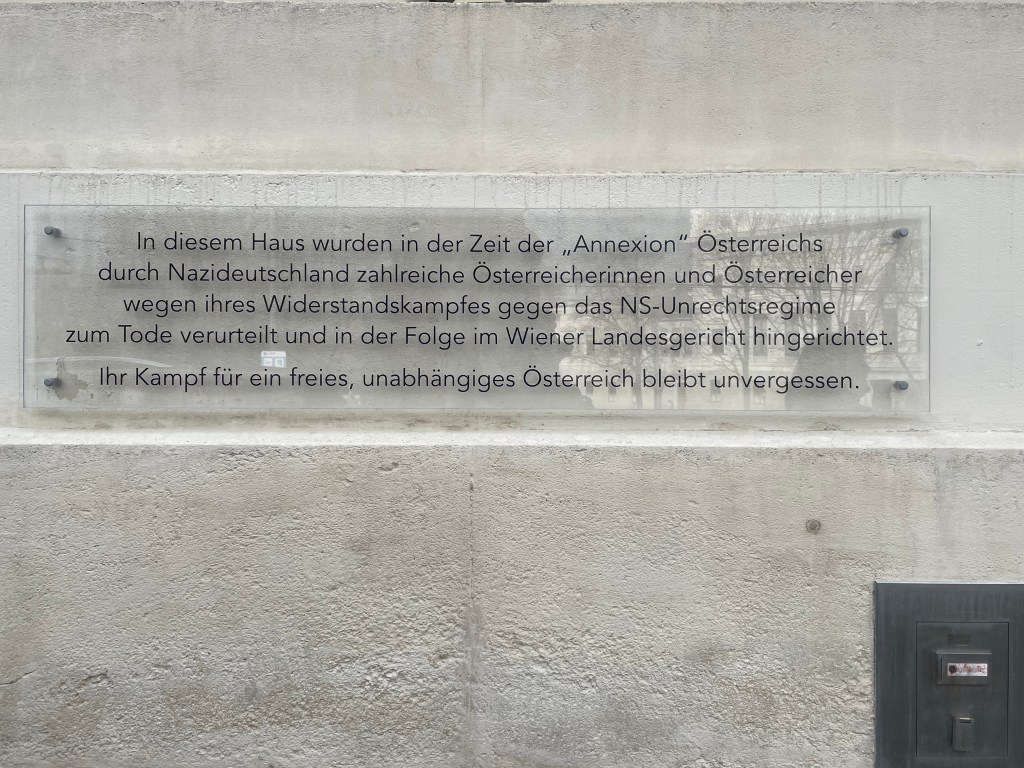 In diesem Haus wurden in der Zeit der „Annexion“ Österreichs
durch Nazideutschland zahlreiche Österreicherinnen und Österreicher
wegen ihres Widerstandskampfes gegen das NS-Unrechtsregime
zum Tode verurteilt und in der Folge im Wiener Landesgericht hingerichtet.
Ihr Kampf für ein freies, unabhängiges Österreich bleibt unvergessen.